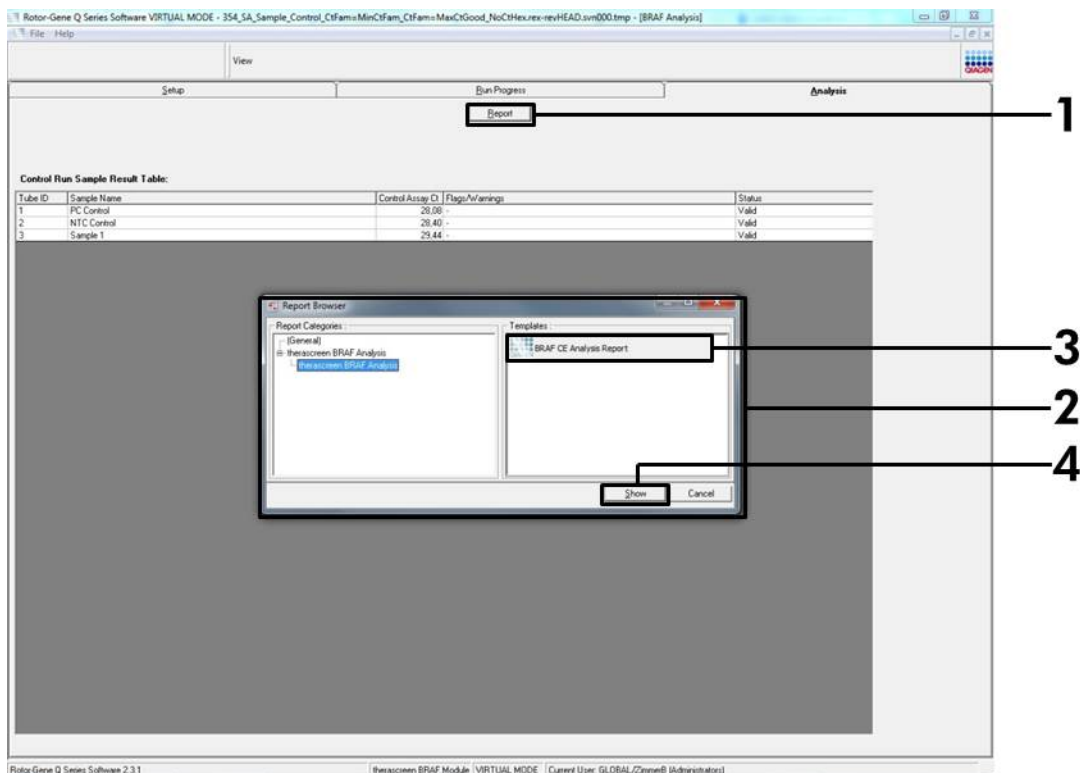 Rotor-Gene Q Series Software VIRTUAL MODE - 354_SA_Sample_Control_CtFam=MinCtFam_CtFam=MaxCtGood_NoCtHex.rex-revHEAD.svn000.tmp - [BRAF Analysis]
File Help
View
QIAGEN
Setup Run Progress Analysis
Report 1
Control Run Sample Result Table:
Tube ID Sample Name Control Assay Ct Flags/Warnings Status
1 PC Control 28,08 - Valid
2 NTC Control 28,40 - Valid
3 Sample 1 29,44 - Valid
Report Browser
Report Categories : Templates :
(General) BRAF CE Analysis Report 3
therascreen BRAF Analysis
therascreen BRAF Analysis
2
4
Show Cancel
Rotor-Gene Q Series Software 2.3.1 therascreen BRAF Module VIRTUAL MODE Current User: GLOBAL/ZimmerB (Administrators)